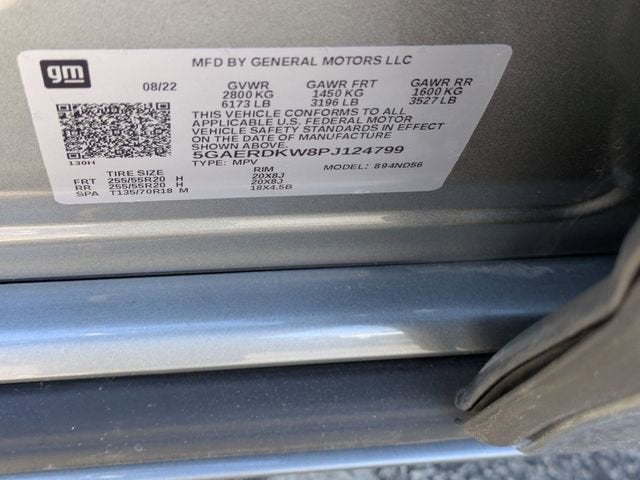 gm
MFD BY GENERAL MOTORS LLC
08/22 GVWR GAWR FRT GAWR RR
2800 KG 1450 KG 1600 KG
6173 LB 3196 LB 3527 LB
THIS VEHICLE CONFORMS TO ALL
APPLICABLE U.S. FEDERAL MOTOR
VEHICLE SAFETY STANDARDS IN EFFECT
ON THE DATE OF MANUFACTURE
SHOWN ABOVE.
5GAERDKW8PJ124799
130H TYPE: MPV MODEL: 894ND56
TIRE SIZE RIM
FRT 255/55R20 H 20X8J
RR 255/55R20 H 20X8J
SPA T135/70R18 M 18X4.5B